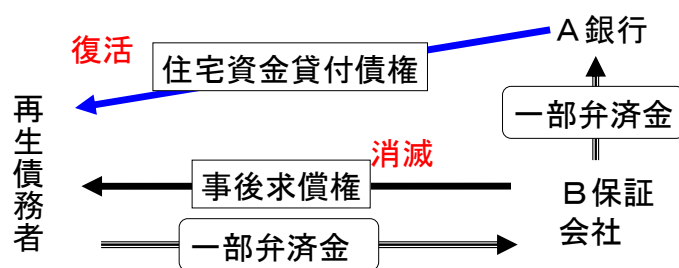 Ａ銀行
復活
住宅資金貸付債権
再生債務者
一部弁済金
消滅
事後求償権
Ｂ保証
会社
一部弁済金